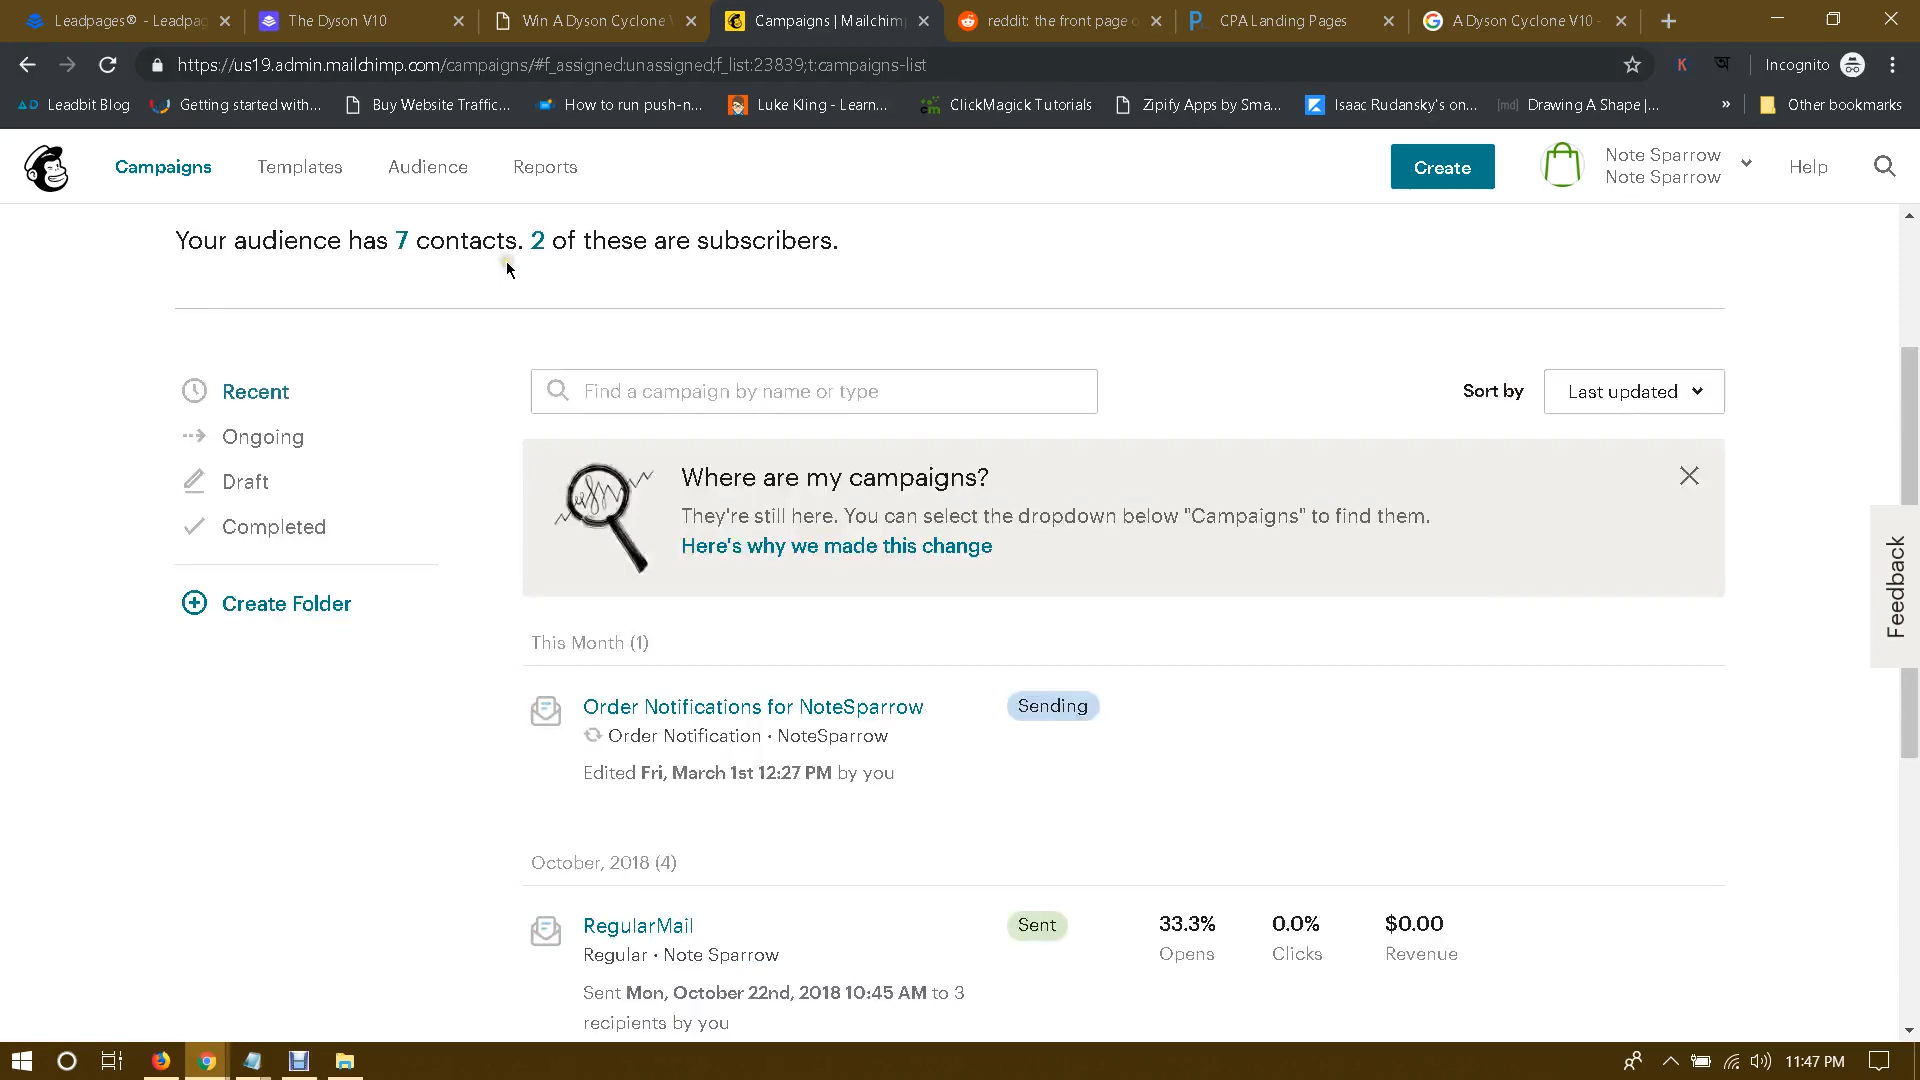 Leadpages® - Leadpag
The Dyson V10
Win A Dyson Cyclone V
Campaigns | Mailchimp
reddit: the front page o
CPA Landing Pages
A Dyson Cyclone V10 -
https://us19.admin.mailchimp.com/campaigns/#f_assigned:unassigned;f_list:23839;t:campaigns-list
Incognito
Leadbit Blog
Getting started with...
Buy Website Traffic...
How to run push-n...
Luke Kling - Learn...
ClickMagick Tutorials
Zipify Apps by Sma...
Isaac Rudansky's on...
[md] Drawing A Shape |...
»
Other bookmarks
Campaigns
Templates
Audience
Reports
Create
Note Sparrow
Note Sparrow
Help
Your audience has 7 contacts. 2 of these are subscribers.
Recent
Ongoing
Draft
Completed
Create Folder
Find a campaign by name or type
Sort by
Last updated
Where are my campaigns?
They're still here. You can select the dropdown below "Campaigns" to find them.
Here's why we made this change
Feedback
This Month (1)
Order Notifications for NoteSparrow
Sending
Order Notification • NoteSparrow
Edited Fri, March 1st 12:27 PM by you
October, 2018 (4)
RegularMail
Sent
33.3%
0.0%
$0.00
Regular • Note Sparrow
Opens
Clicks
Revenue
Sent Mon, October 22nd, 2018 10:45 AM to 3
recipients by you
11:47 PM